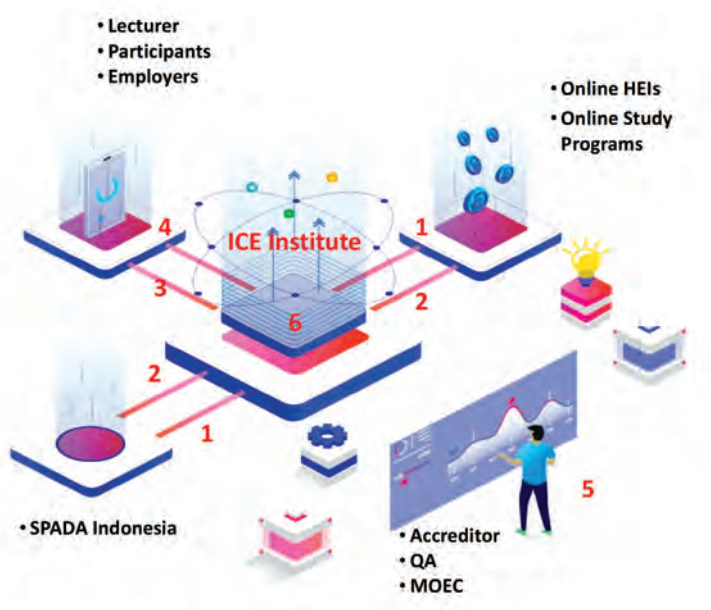 • Lecturer
• Participants
• Employers
• Online HEIs
• Online Study
Programs
4
ICE Institute
1
3
6
2
2
1
• SPADA Indonesia
5
• Accreditor
• QA
• MOEC